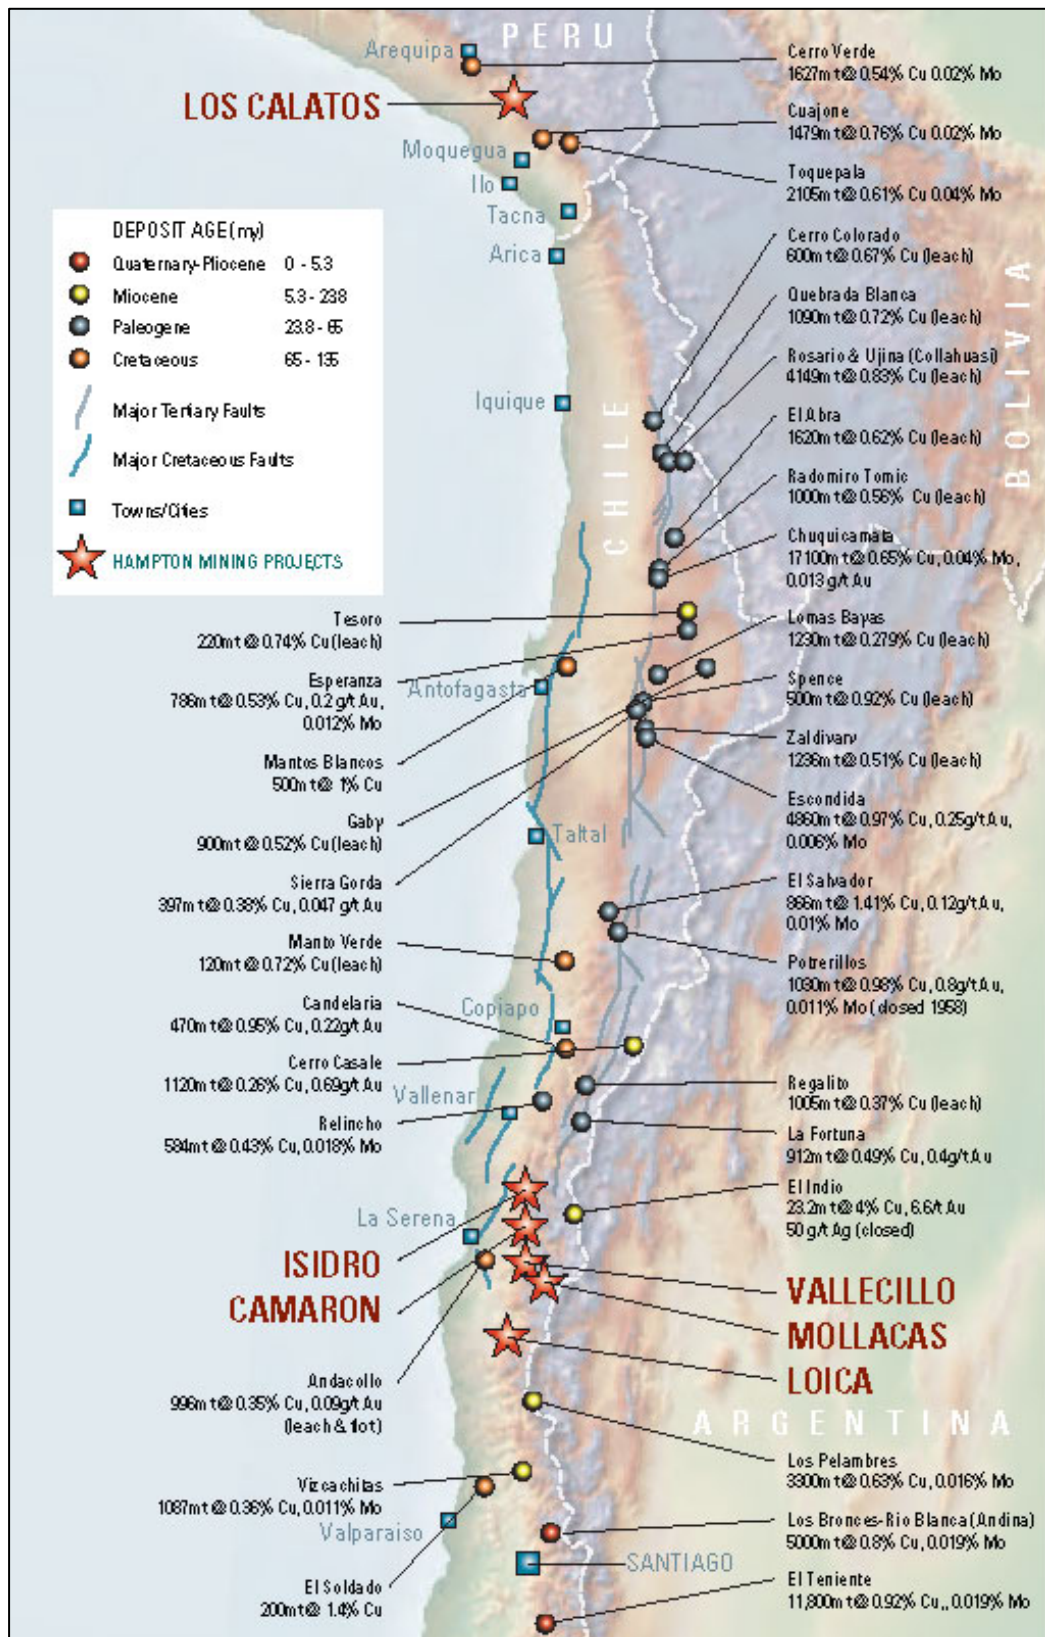 PERU
Arequipa
LOS CALATOS
Moquegua
Ilo
Tacna
Arica
Cerro Verde
1627mt@ 0.54% Cu 0.02% Mo
Cuajone
1479mt@ 0.76% Cu 0.02% Mo
Toquepala
2105mt@ 0.61% Cu 0.04% Mo
Cerro Colorado
600mt@ 0.67% Cu (leach)
Quebrada Blanca
1090mt@ 0.72% Cu (leach)
Rosario & Ujina (Collahuasi)
4149mt@ 0.83% Cu (leach)
El Abra
1620mt@ 0.62% Cu (leach)
Radomiro Tomic
1000mt@ 0.56% Cu (leach)
Chuquicamata
17100mt@ 0.65% Cu, 0.04% Mo,
0.013 g/t Au
Lomas Bayas
1230mt@ 0.279% Cu (leach)
Spence
500mt@ 0.92% Cu (leach)
Zaldivary
1236mt@ 0.51% Cu (leach)
Escondida
4860mt@ 0.97% Cu, 0.25g/t Au,
0.006% Mo
El Salvador
866mt@ 1.41% Cu, 0.12g/t Au,
0.01% Mo
Potrerillos
1030mt@ 0.98% Cu, 0.8g/t Au,
0.011% Mo (closed 1958)
Regalito
1005mt@ 0.37% Cu (leach)
La Fortuna
912mt@ 0.49% Cu, 0.4g/t Au
El Indio
23.2mt@ 4% Cu, 6.6/t Au
50 g/t Ag (closed)
VALLECILLO
MOLLACAS
LOICA
ARGENTINA
Los Pelambres
3300mt@ 0.63% Cu, 0.016% Mo
Los Bronces-Rio Blanca (Andina)
5000mt@ 0.8% Cu, 0.019% Mo
SANTIAGO
El Teniente
11,800mt@ 0.92% Cu,, 0.019% Mo
BOLIVIA
CHILE
DEPOSIT AGE (my)
Quaternary-Pliocene 0 - 5.3
Miocene 5.3 - 238
Paleogene 23.8 - 65
Cretaceous 65 - 135
Major Tertiary Faults
Major Cretaceous Faults
Towns/Cities
HAMPTON MINING PROJECTS
Iquique
Tesoro
220mt@ 0.74% Cu (leach)
Esperanza
786mt@ 0.53% Cu, 0.2 g/t Au,
0.012% Mo
Antofagasta
Mantos Blancos
500mt@ 1% Cu
Gaby
900mt@ 0.52% Cu (leach)
Taltal
Sierra Gorda
397mt@ 0.38% Cu, 0.047 g/t Au
Manto Verde
120mt@ 0.72% Cu (leach)
Candelaria
470mt@ 0.95% Cu, 0.22g/t Au
Copiapo
Cerro Casale
1120mt@ 0.26% Cu, 0.69g/t Au
Vallenar
Relincho
584mt@ 0.43% Cu, 0.018% Mo
La Serena
ISIDRO
CAMARON
Andacollo
996mt@ 0.35% Cu, 0.09g/t Au
(leach & flot)
Vizcachitas
1087mt@ 0.36% Cu, 0.011% Mo
Valparaiso
El Soldado
200mt@ 1.4% Cu